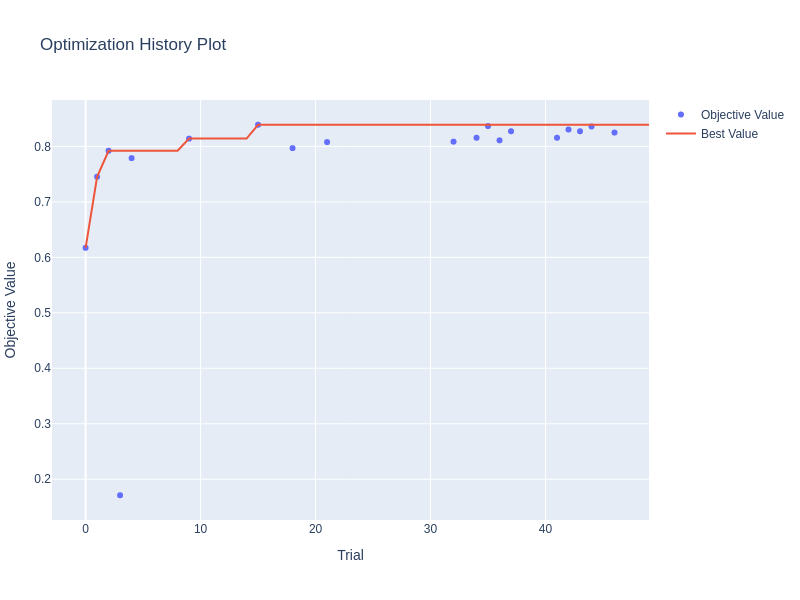 Optimization History Plot
Objective Value
Best Value
0.8
0.7
0.6
0.5
0.4
0.3
0.2
Objective Value
0
10
20
30
40
Trial